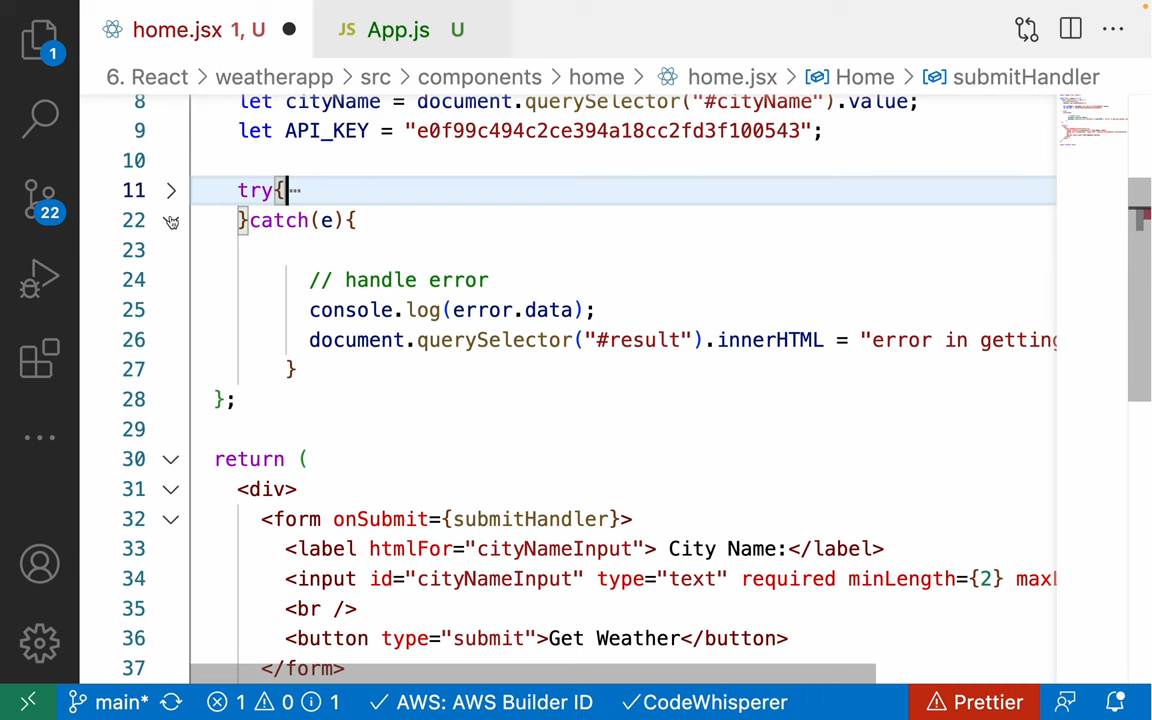 home.jsx 1, U
JS App.js U
6. React > weatherapp > src > components > home > home.jsx > Home > submitHandler
8 let cityName = document.querySelector("#cityName").value;
9 let API_KEY = "e0f99c494c2ce394a18cc2fd3f100543";
10
11 try{…
22 }catch(e){
23
24 // handle error
25 console.log(error.data);
26 document.querySelector("#result").innerHTML = "error in getting
27 }
28 };
29
30 return (
31 <div>
32 <form onSubmit={submitHandler}>
33 <label htmlFor="cityNameInput"> City Name:</label>
34 <input id="cityNameInput" type="text" required minLength={2} maxL
35 <br />
36 <button type="submit">Get Weather</button>
37 </form>
1
22
main* 1 0 1 AWS: AWS Builder ID CodeWhisperer Prettier